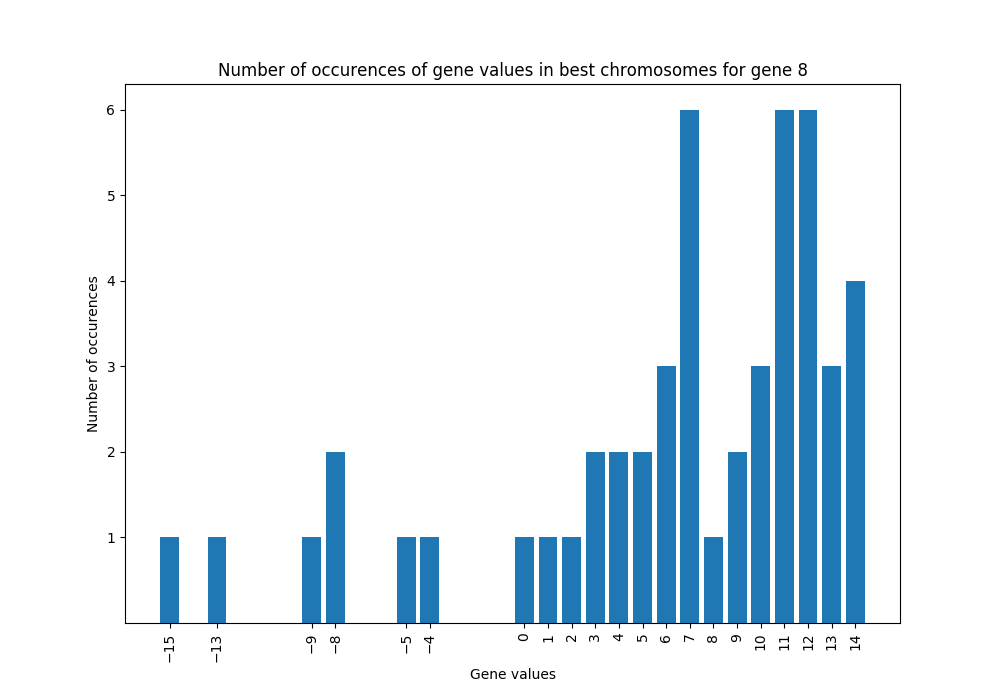 Number of occurences of gene values in best chromosomes for gene 8
6
5
4
3
2
1
Number of occurences
−15 −13 −9 −8 −5 −4 0 1 2 3 4 5 6 7 8 9 10 11 12 13 14
Gene values